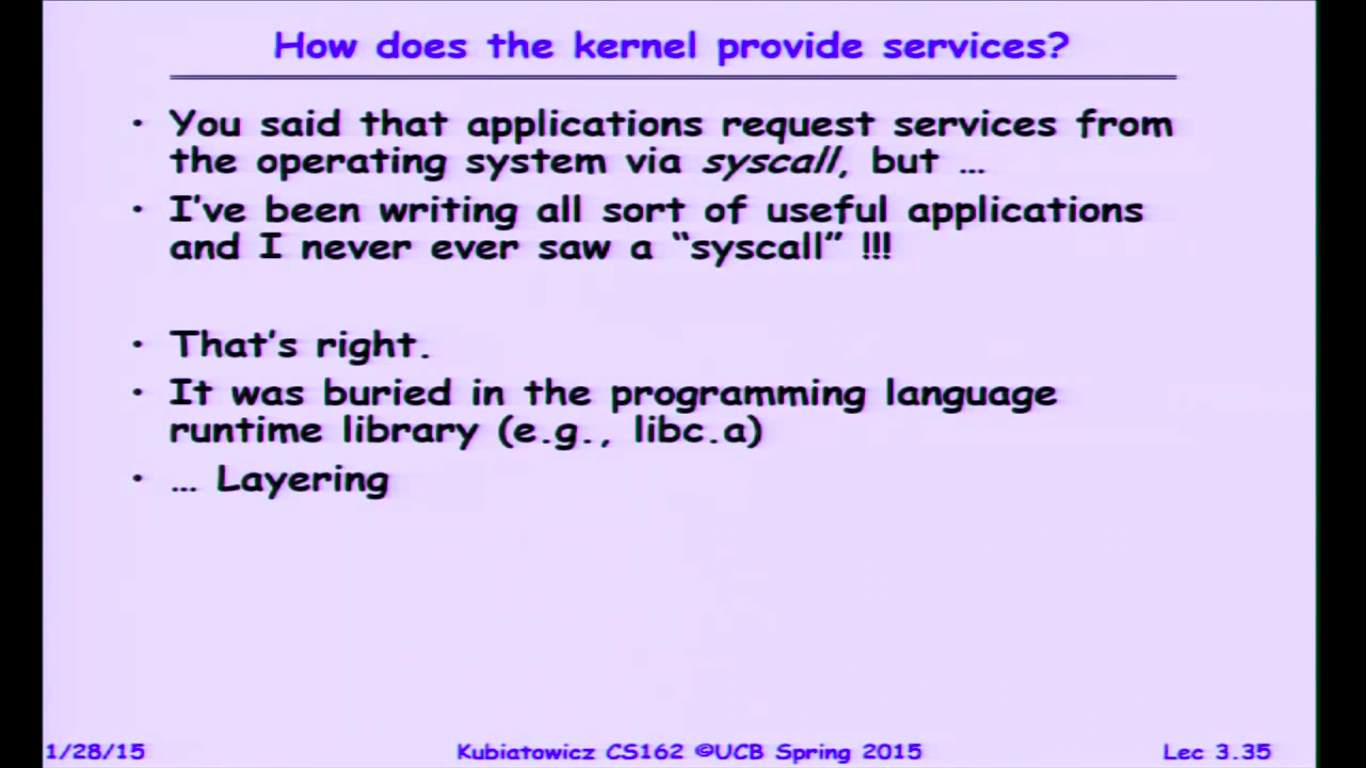 How does the kernel provide services?
• You said that applications request services from
the operating system via syscall, but …
• I've been writing all sort of useful applications
and I never ever saw a “syscall” !!!
• That's right.
• It was buried in the programming language
runtime library (e.g., libc.a)
• … Layering
1/28/15 Kubiatowicz CS162 ©UCB Spring 2015 Lec 3.35